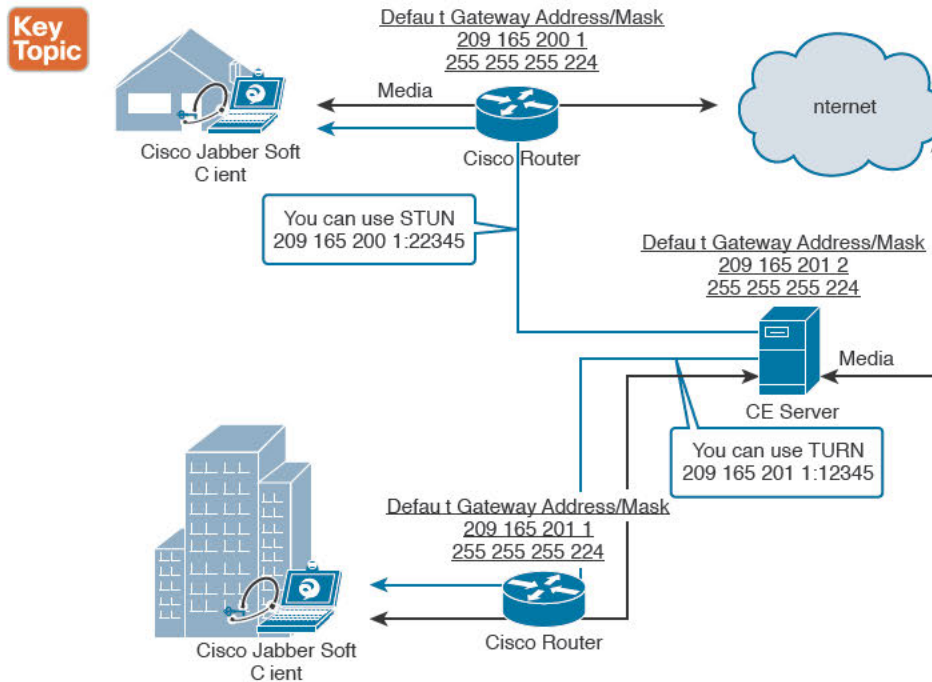 Key
Topic
Defau t Gateway Address/Mask
209 165 200 1
255 255 255 224
Media
nternet
Cisco Jabber Soft
C ient
Cisco Router
You can use STUN
209 165 200 1:22345
Defau t Gateway Address/Mask
209 165 201 2
255 255 255 224
Media
CE Server
You can use TURN
209 165 201 1:12345
Defau t Gateway Address/Mask
209 165 201 1
255 255 255 224
Cisco Router
Cisco Jabber Soft
C ient